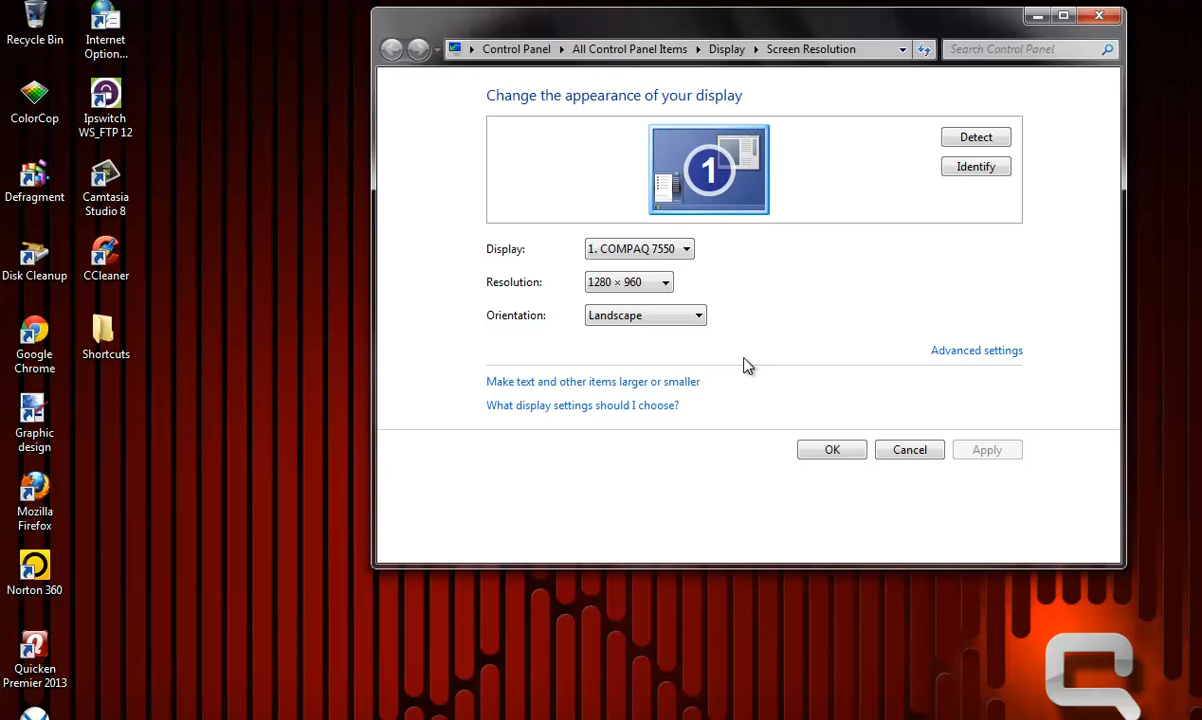 Recycle Bin
Internet
Option...
ColorCop
Ipswitch
WS_FTP 12
Defragment
Camtasia
Studio 8
Disk Cleanup
CCleaner
Google
Chrome
Shortcuts
Graphic
design
Mozilla
Firefox
Norton 360
Quicken
Premier 2013
Control Panel
All Control Panel Items
Display
Screen Resolution
Search Control Panel
Change the appearance of your display
1
Detect
Identify
Display:
1. COMPAQ 7550
Resolution:
1280 × 960
Orientation:
Landscape
Advanced settings
Make text and other items larger or smaller
What display settings should I choose?
OK
Cancel
Apply